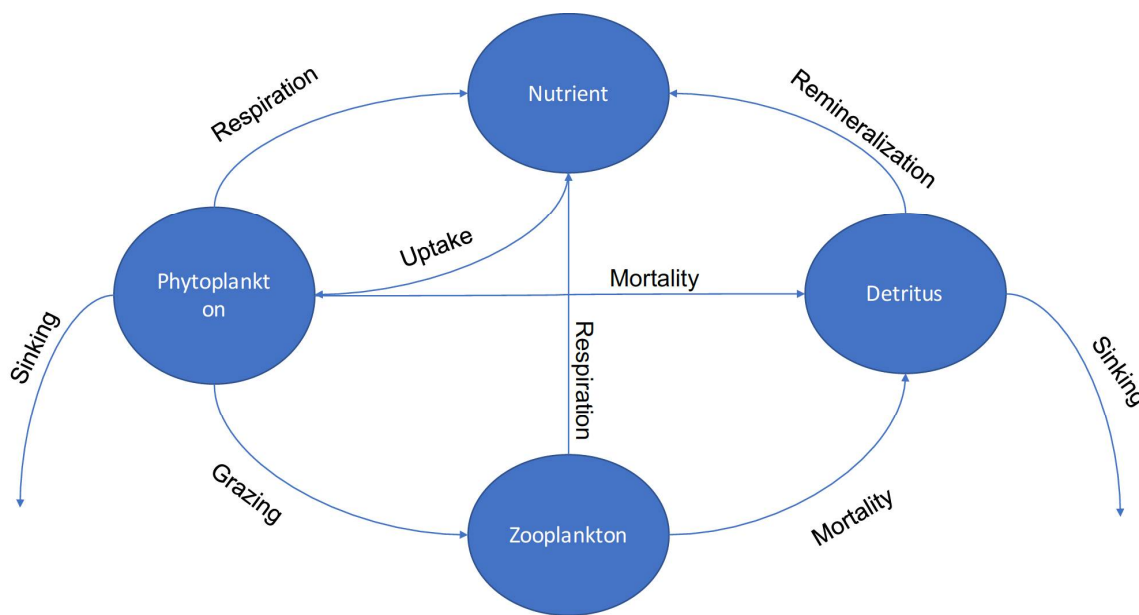 Nutrient
Respiration
Remineralization
Uptake
Phytoplankt
on
Mortality
Detritus
Sinking
Respiration
Sinking
Grazing
Zooplankton
Mortality